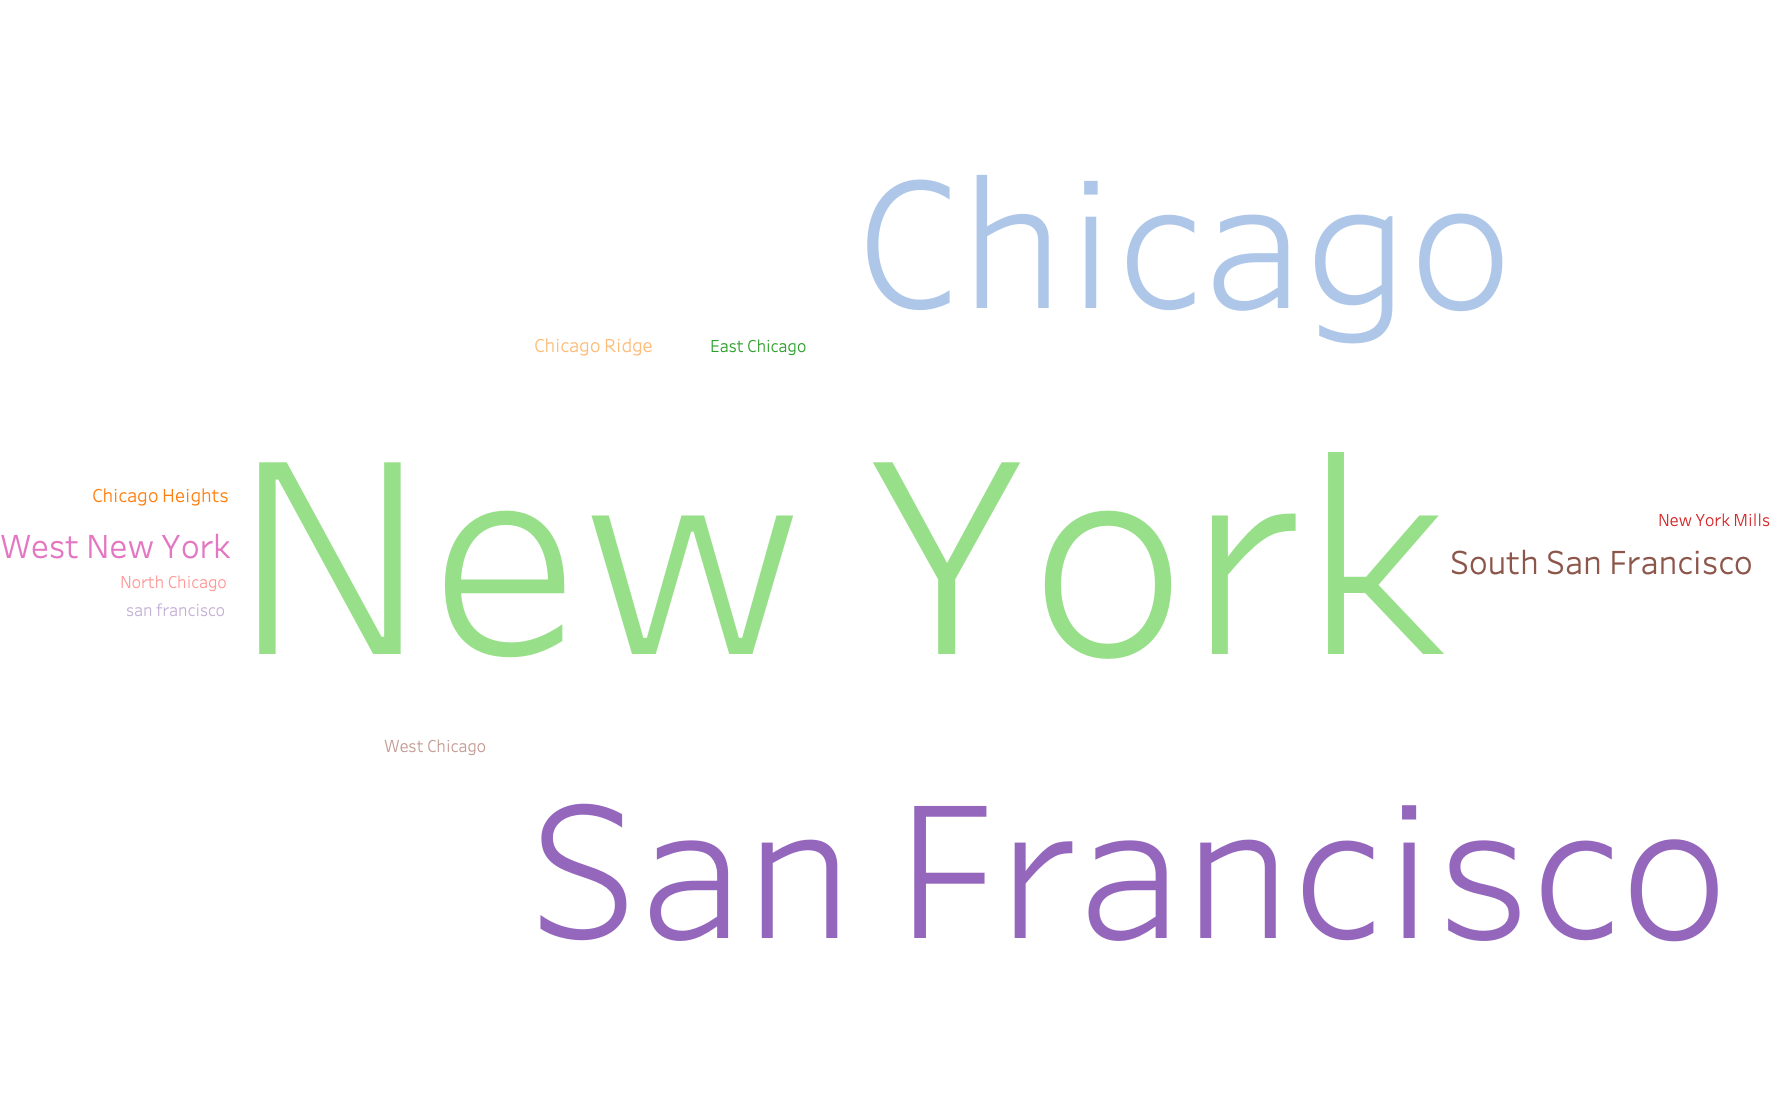 Chicago
Chicago Ridge
East Chicago
Chicago Heights
New York
New York Mills
West New York
South San Francisco
North Chicago
san francisco
West Chicago
San Francisco